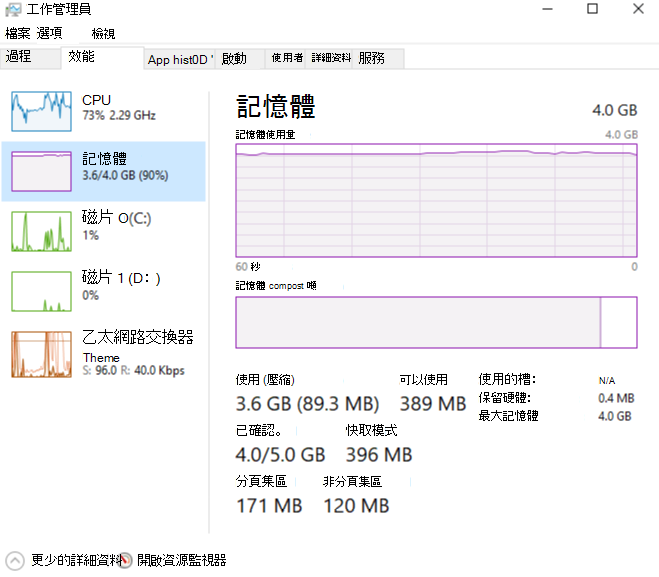 工作管理員
檔案 選項 檢視
過程 效能 App hist0D ' 啟動 使用者 詳細資料 服務
CPU
73% 2.29 GHz
記憶體
3.6/4.0 GB (90%)
磁片 O(C:)
1%
磁片 1 (D: )
0%
乙太網路交換器
Theme
S: 96.0 R: 40.0 Kbps
記憶體 4.0 GB
記憶體使用量 4.0 GB
60 秒 0
記憶體 compost
使用 (壓縮) 可以使用
3.6 GB (89.3 MB) 389 MB
已確認。 快取模式
4.0/5.0 GB 396 MB
分頁集區 非分頁集區
171 MB 120 MB
使用的槽: N/A
保留硬體: 0.4 MB
最大記憶體 4.0 GB
更少的詳細資料 開啟資源監視器